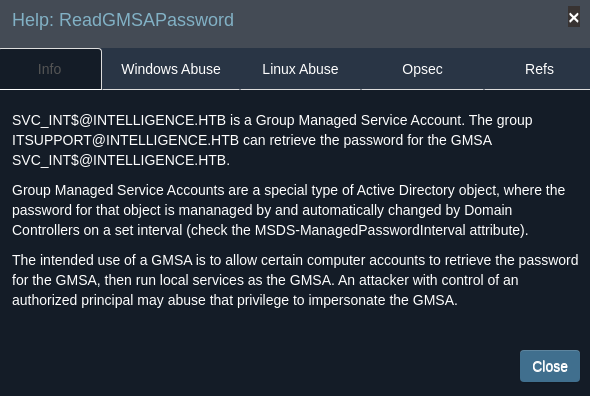 Help: ReadGMSAPassword
×
Info
Windows Abuse
Linux Abuse
Opsec
Refs
SVC_INT$@INTELLIGENCE.HTB is a Group Managed Service Account. The group
ITSUPPORT@INTELLIGENCE.HTB can retrieve the password for the GMSA
SVC_INT$@INTELLIGENCE.HTB.
Group Managed Service Accounts are a special type of Active Directory object, where the
password for that object is mananaged by and automatically changed by Domain
Controllers on a set interval (check the MSDS-ManagedPasswordInterval attribute).
The intended use of a GMSA is to allow certain computer accounts to retrieve the password
for the GMSA, then run local services as the GMSA. An attacker with control of an
authorized principal may abuse that privilege to impersonate the GMSA.
Close